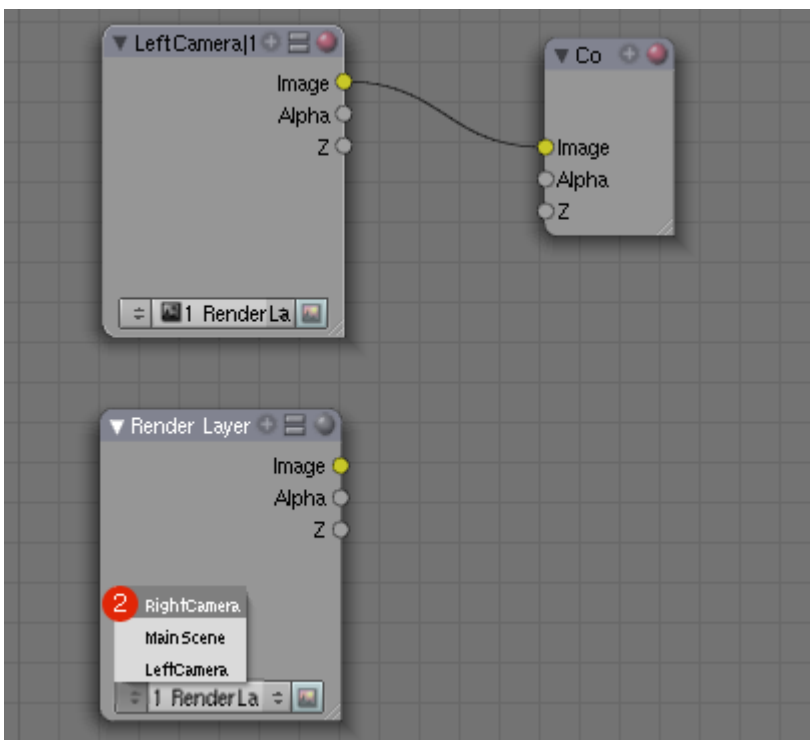 LeftCamera|1
Image
Alpha
Z
1 RenderLa
Co
Image
Alpha
Z
Render Layer
Image
Alpha
Z
2
RightCamera
Main Scene
LeftCamera
1 RenderLa